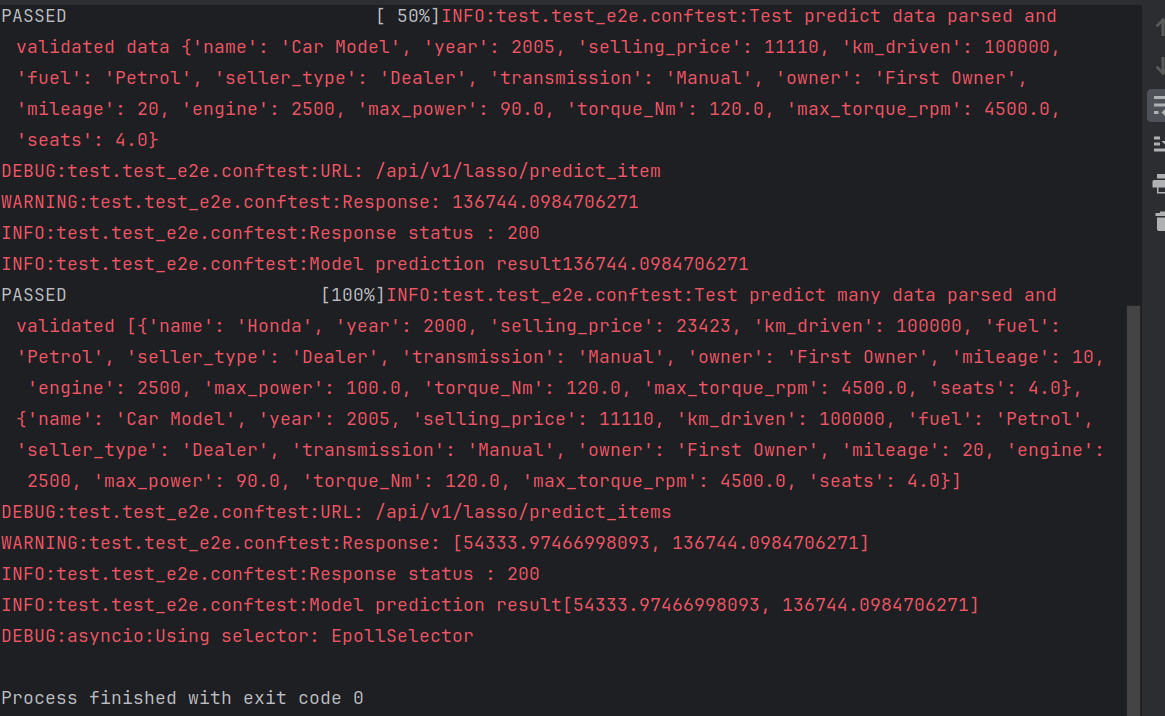 PASSED [ 50%]INFO:test.test_e2e.conftest:Test predict data parsed and
validated data {'name': 'Car Model', 'year': 2005, 'selling_price': 11110, 'km_driven': 100000,
'fuel': 'Petrol', 'seller_type': 'Dealer', 'transmission': 'Manual', 'owner': 'First Owner',
'mileage': 20, 'engine': 2500, 'max_power': 90.0, 'torque_Nm': 120.0, 'max_torque_rpm': 4500.0,
'seats': 4.0}
DEBUG:test.test_e2e.conftest:URL: /api/v1/lasso/predict_item
WARNING:test.test_e2e.conftest:Response: 136744.0984706271
INFO:test.test_e2e.conftest:Response status : 200
INFO:test.test_e2e.conftest:Model prediction result136744.0984706271
PASSED [100%]INFO:test.test_e2e.conftest:Test predict many data parsed and
validated [{'name': 'Honda', 'year': 2000, 'selling_price': 23423, 'km_driven': 100000, 'fuel':
'Petrol', 'seller_type': 'Dealer', 'transmission': 'Manual', 'owner': 'First Owner', 'mileage': 10,
'engine': 2500, 'max_power': 100.0, 'torque_Nm': 120.0, 'max_torque_rpm': 4500.0, 'seats': 4.0},
{'name': 'Car Model', 'year': 2005, 'selling_price': 11110, 'km_driven': 100000, 'fuel': 'Petrol',
'seller_type': 'Dealer', 'transmission': 'Manual', 'owner': 'First Owner', 'mileage': 20, 'engine':
2500, 'max_power': 90.0, 'torque_Nm': 120.0, 'max_torque_rpm': 4500.0, 'seats': 4.0}]
DEBUG:test.test_e2e.conftest:URL: /api/v1/lasso/predict_items
WARNING:test.test_e2e.conftest:Response: [54333.97466998093, 136744.0984706271]
INFO:test.test_e2e.conftest:Response status : 200
INFO:test.test_e2e.conftest:Model prediction result[54333.97466998093, 136744.0984706271]
DEBUG:asyncio:Using selector: EpollSelector
Process finished with exit code 0